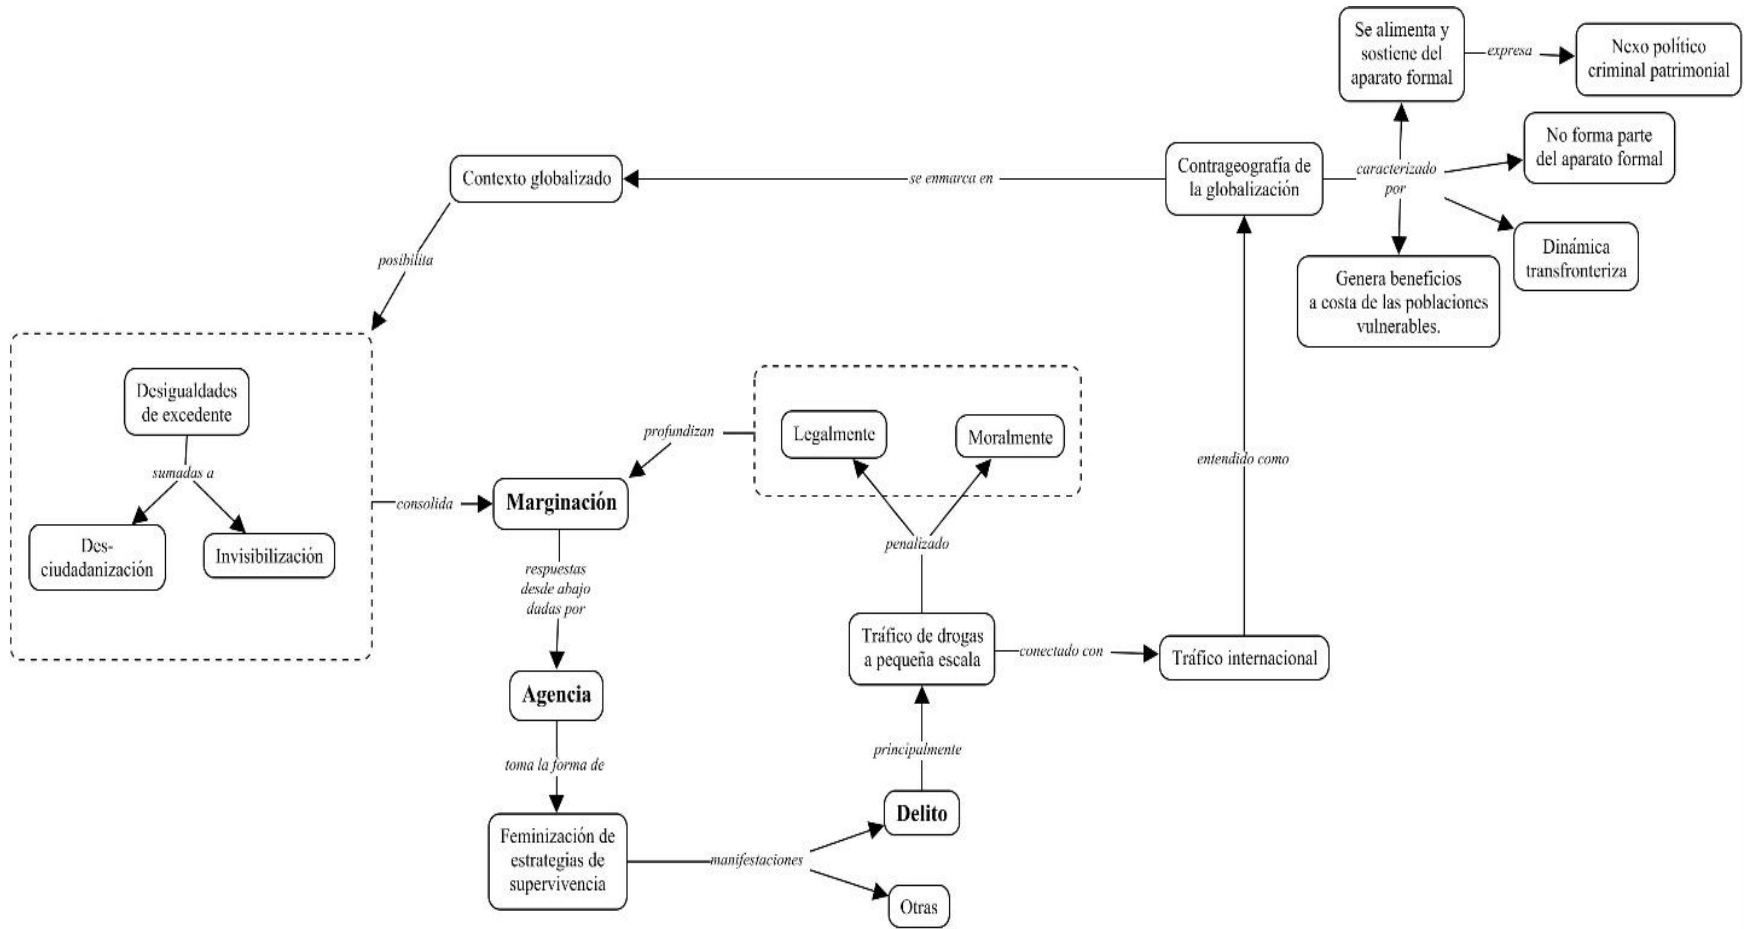 Se alimenta y
sostiene del
aparato formal
expresa
Nexo político
criminal patrimonial
No forma parte
del aparato formal
Contrageografía de
la globalización
caracterizado
por
Contexto globalizado
se enmarca en
Dinámica
transfronteriza
Genera beneficios
a costa de las poblaciones
vulnerables.
posibilita
Desigualdades
de excedente
sumadas a
Des-
ciudadanización
Invisibilización
consolida
Marginación
profundizan
Legalmente
Moralmente
penalizado
entendido como
respuestas
desde abajo
dadas por
Tráfico de drogas
a pequeña escala
conectado con
Tráfico internacional
Agencia
principalmente
toma la forma de
Delito
Feminización de
estrategias de
supervivencia
manifestaciones
Otras